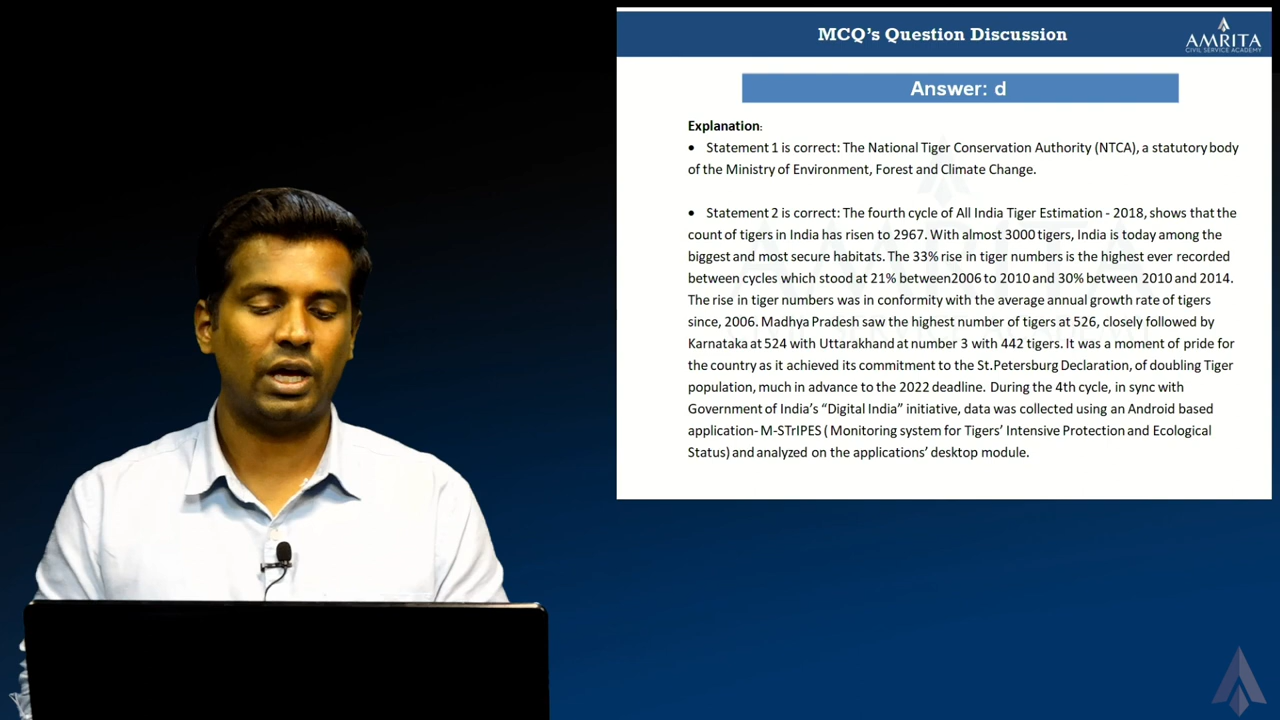 MCQ's Question Discussion
AMRITA
CIVIL SERVICE ACADEMY
Answer: d
Explanation:
• Statement 1 is correct: The National Tiger Conservation Authority (NTCA), a statutory body
of the Ministry of Environment, Forest and Climate Change.
• Statement 2 is correct: The fourth cycle of All India Tiger Estimation - 2018, shows that the
count of tigers in India has risen to 2967. With almost 3000 tigers, India is today among the
biggest and most secure habitats. The 33% rise in tiger numbers is the highest ever recorded
between cycles which stood at 21% between2006 to 2010 and 30% between 2010 and 2014.
The rise in tiger numbers was in conformity with the average annual growth rate of tigers
since, 2006. Madhya Pradesh saw the highest number of tigers at 526, closely followed by
Karnataka at 524 with Uttarakhand at number 3 with 442 tigers. It was a moment of pride for
the country as it achieved its commitment to the St.Petersburg Declaration, of doubling Tiger
population, much in advance to the 2022 deadline. During the 4th cycle, in sync with
Government of India's “Digital India” initiative, data was collected using an Android based
application- M-STrIPES ( Monitoring system for Tigers' Intensive Protection and Ecological
Status) and analyzed on the applications' desktop module.